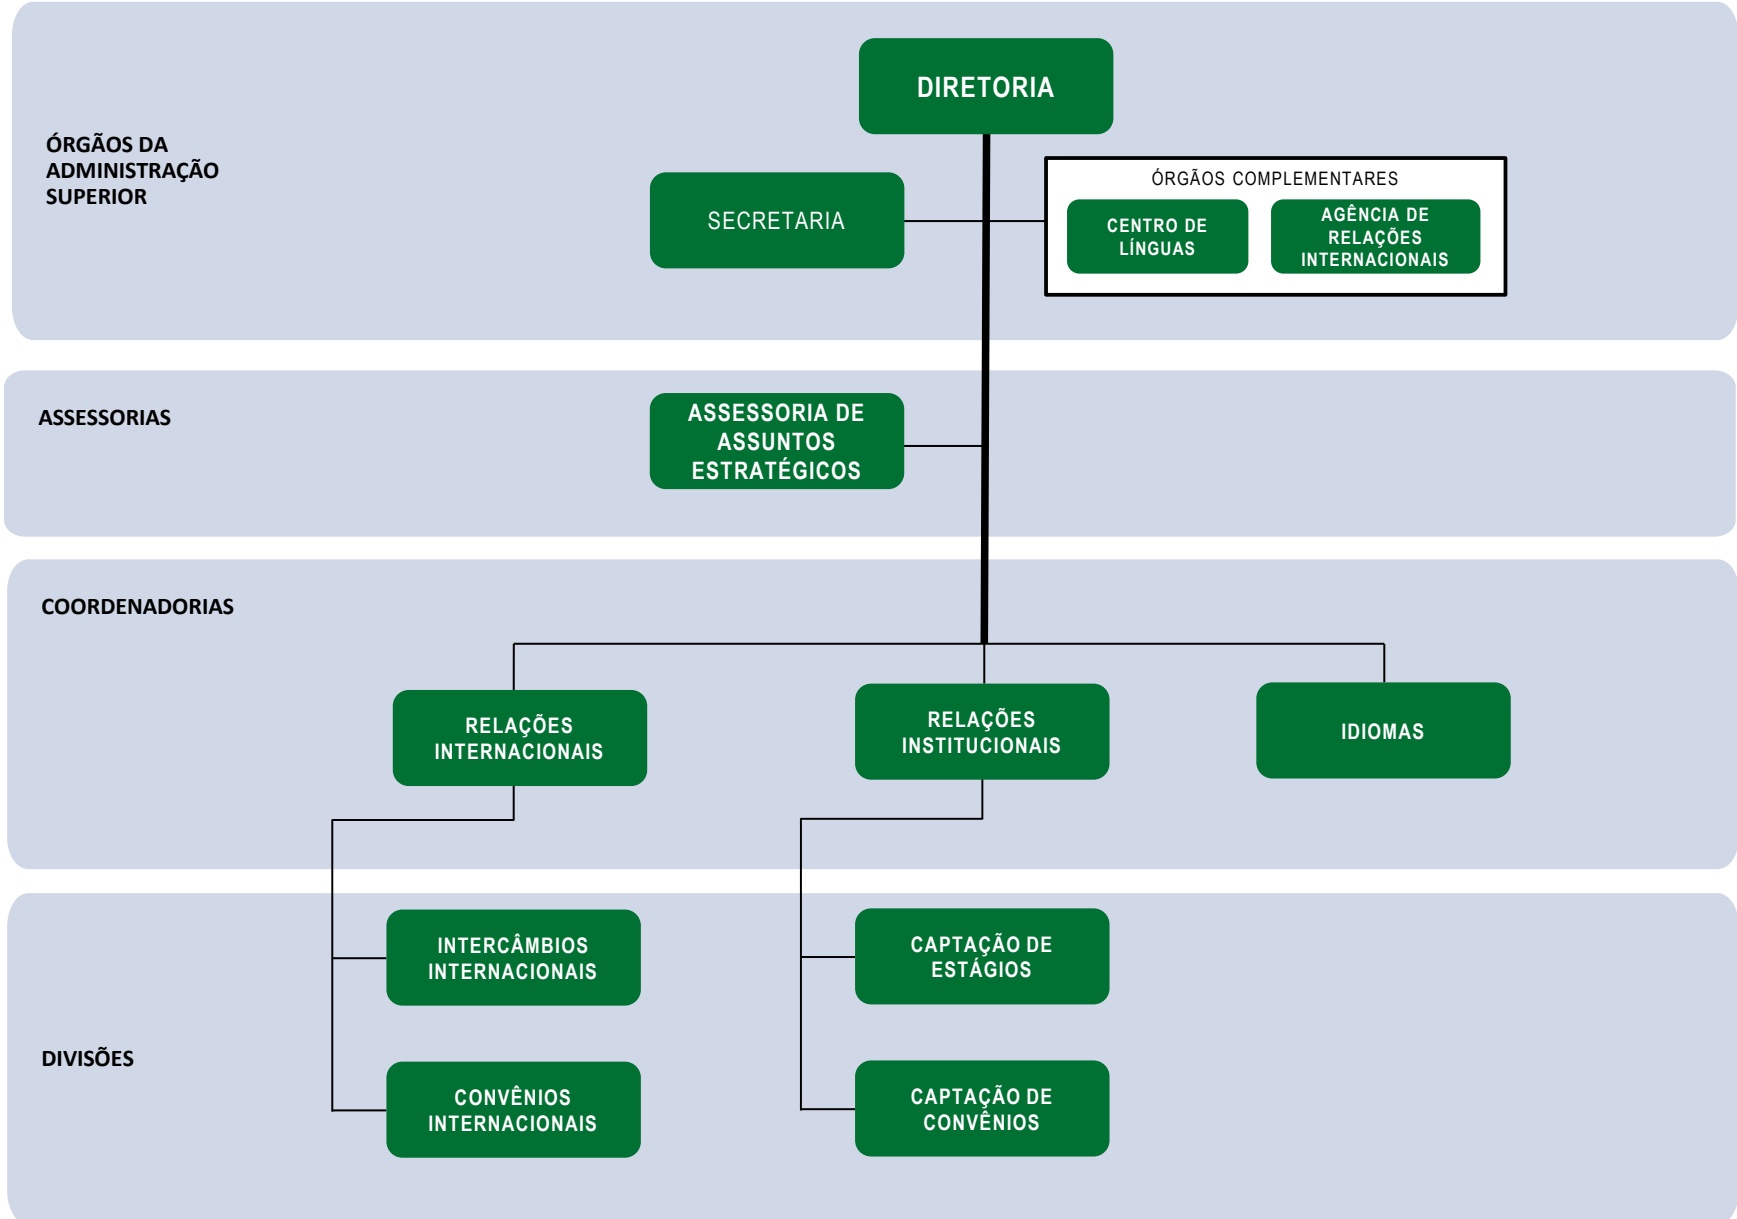 DIRETORIA
ÓRGÃOS DA
ADMINISTRAÇÃO
SUPERIOR
SECRETARIA
ÓRGÃOS COMPLEMENTARES
CENTRO DE
LÍNGUAS
AGÊNCIA DE
RELAÇÕES
INTERNACIONAIS
ASSESSORIAS
ASSESSORIA DE
ASSUNTOS
ESTRATÉGICOS
COORDENADORIAS
RELAÇÕES
INTERNACIONAIS
RELAÇÕES
INSTITUCIONAIS
IDIOMAS
DIVISÕES
INTERCÂMBIOS
INTERNACIONAIS
CAPTAÇÃO DE
ESTÁGIOS
CONVÊNIOS
INTERNACIONAIS
CAPTAÇÃO DE
CONVÊNIOS